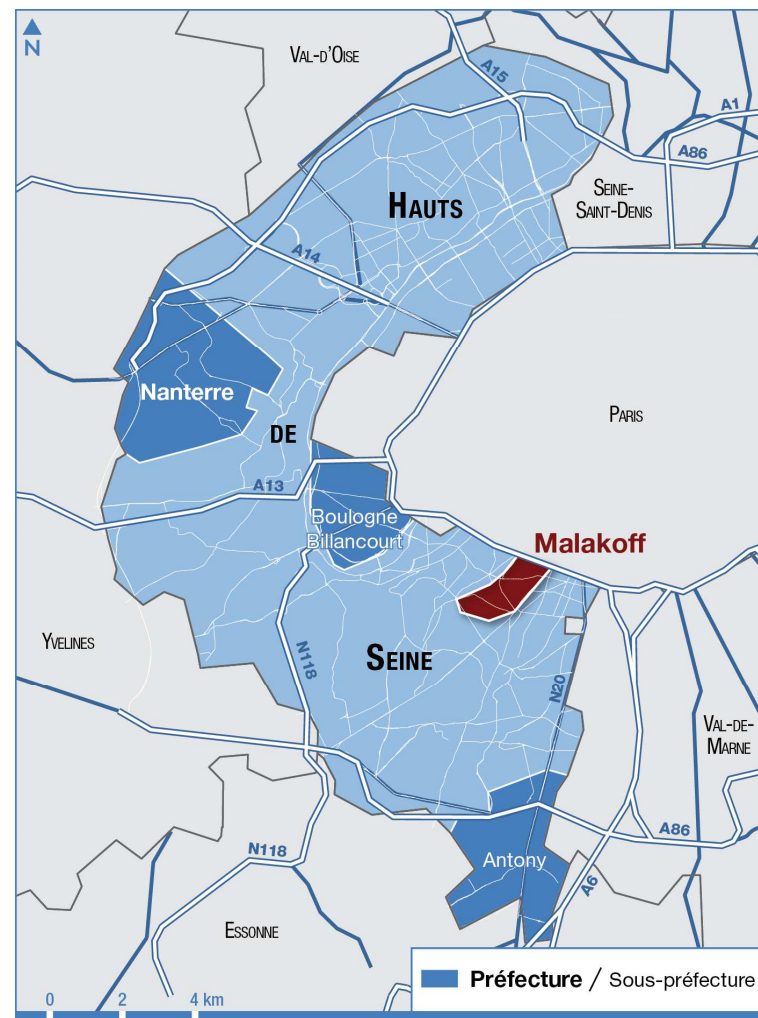 N
VAL-D'OISE
A15
A1
A86
HAUTS
SEINE-
SAINT-DENIS
A14
Nanterre
PARIS
DE
A13
Boulogne
Billancourt
Malakoff
YVELINES
N118
SEINE
N20
VAL-DE-
MARNE
A86
N118
Antony
A6
ESSONNE
Préfecture / Sous-préfecture
0 2 4 km